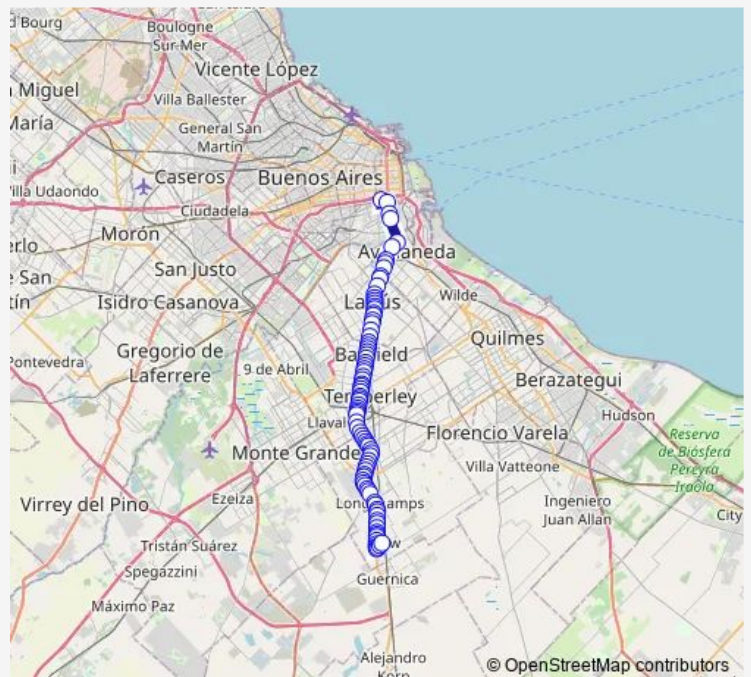 Boulogne
Sur-Mer
Vicente López
Miguel
Villa Ballester
María
General San
Martín
Caseros
Buenos Aires
Villa Udaondo
Ciudadela
Morón
San Justo
Isidro Casanova
Wilde
Gregorio de
Laferrere
9 de Abril
Quilmes
Pontevedra
Berazategui
Hudson
Florencio Varela
Reserva
de Biósfera
Pereyra
Iraola
Monte Grande
Villa Vatteone
Ezeiza
Virrey del Pino
Ingeniero
Juan Allan
City
Tristán Suárez
Spegazzini
Guernica
Máximo Paz
Alejandro
Korn
© OpenStreetMap contributors